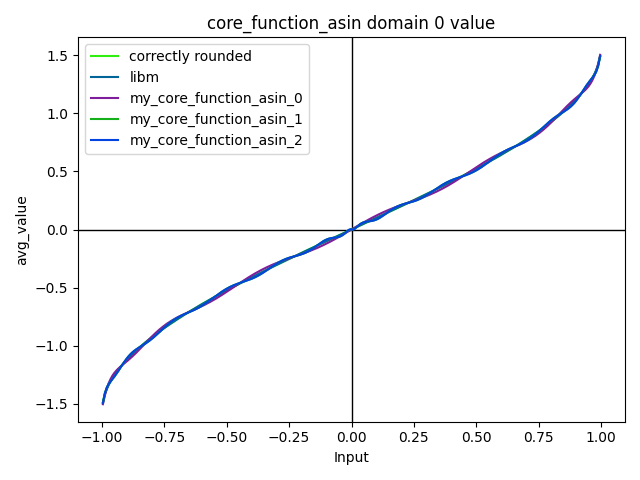 core_function_asin domain 0 value
correctly rounded
libm
my_core_function_asin_0
my_core_function_asin_1
my_core_function_asin_2
avg_value
1.5
1.0
0.5
0.0
−0.5
−1.0
−1.5
−1.00 −0.75 −0.50 −0.25 0.00 0.25 0.50 0.75 1.00
Input